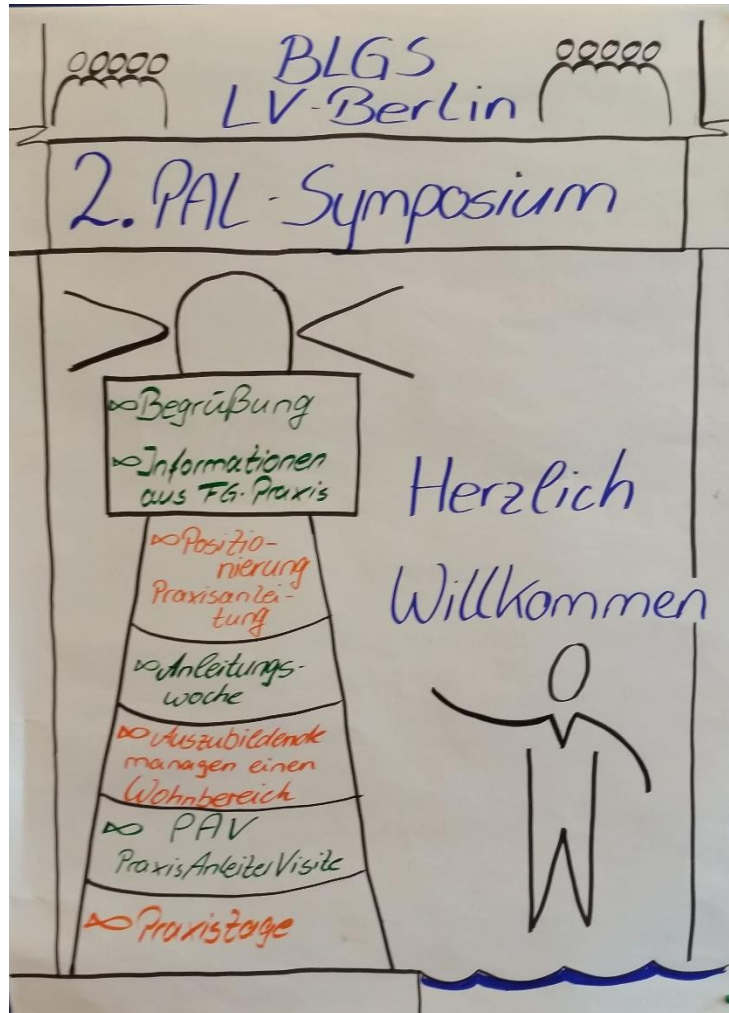 BLGS
LV-Berlin
2. PAL-Symposium
Begrüßung
Informationen
aus FG-Praxis
Positio-
nierung
Praxisanlei-
tung
Anleitungs-
woche
Auszubildende
managen einen
Wohnbereich
PAV
PraxisAnleiterVisite
Praxistage
Herzlich
Willkommen